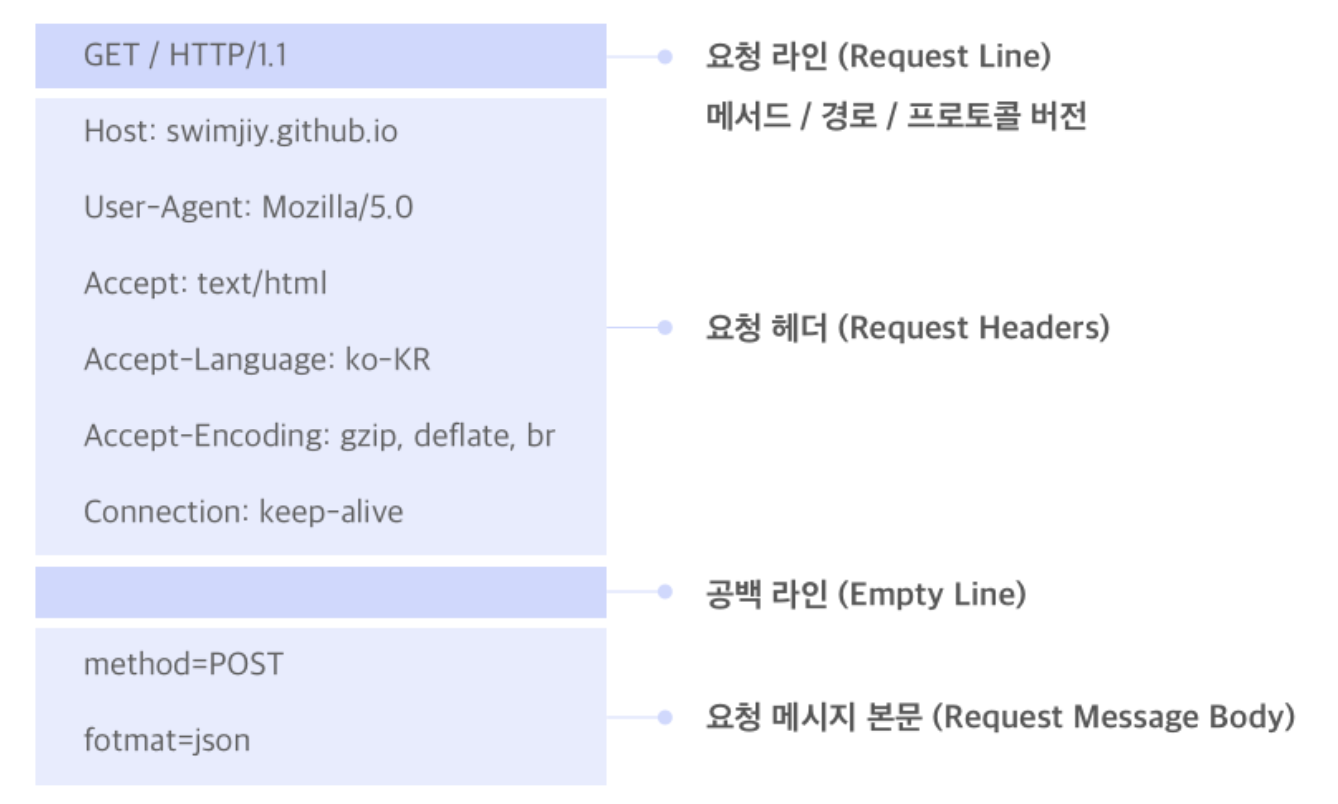 GET / HTTP/1.1
요청 라인 (Request Line)
메서드 / 경로 / 프로토콜 버전
Host: swimjiy.github.io
User-Agent: Mozilla/5.0
Accept: text/html
Accept-Language: ko-KR
Accept-Encoding: gzip, deflate, br
Connection: keep-alive
요청 헤더 (Request Headers)
공백 라인 (Empty Line)
method=POST
fotmat=json
요청 메시지 본문 (Request Message Body)